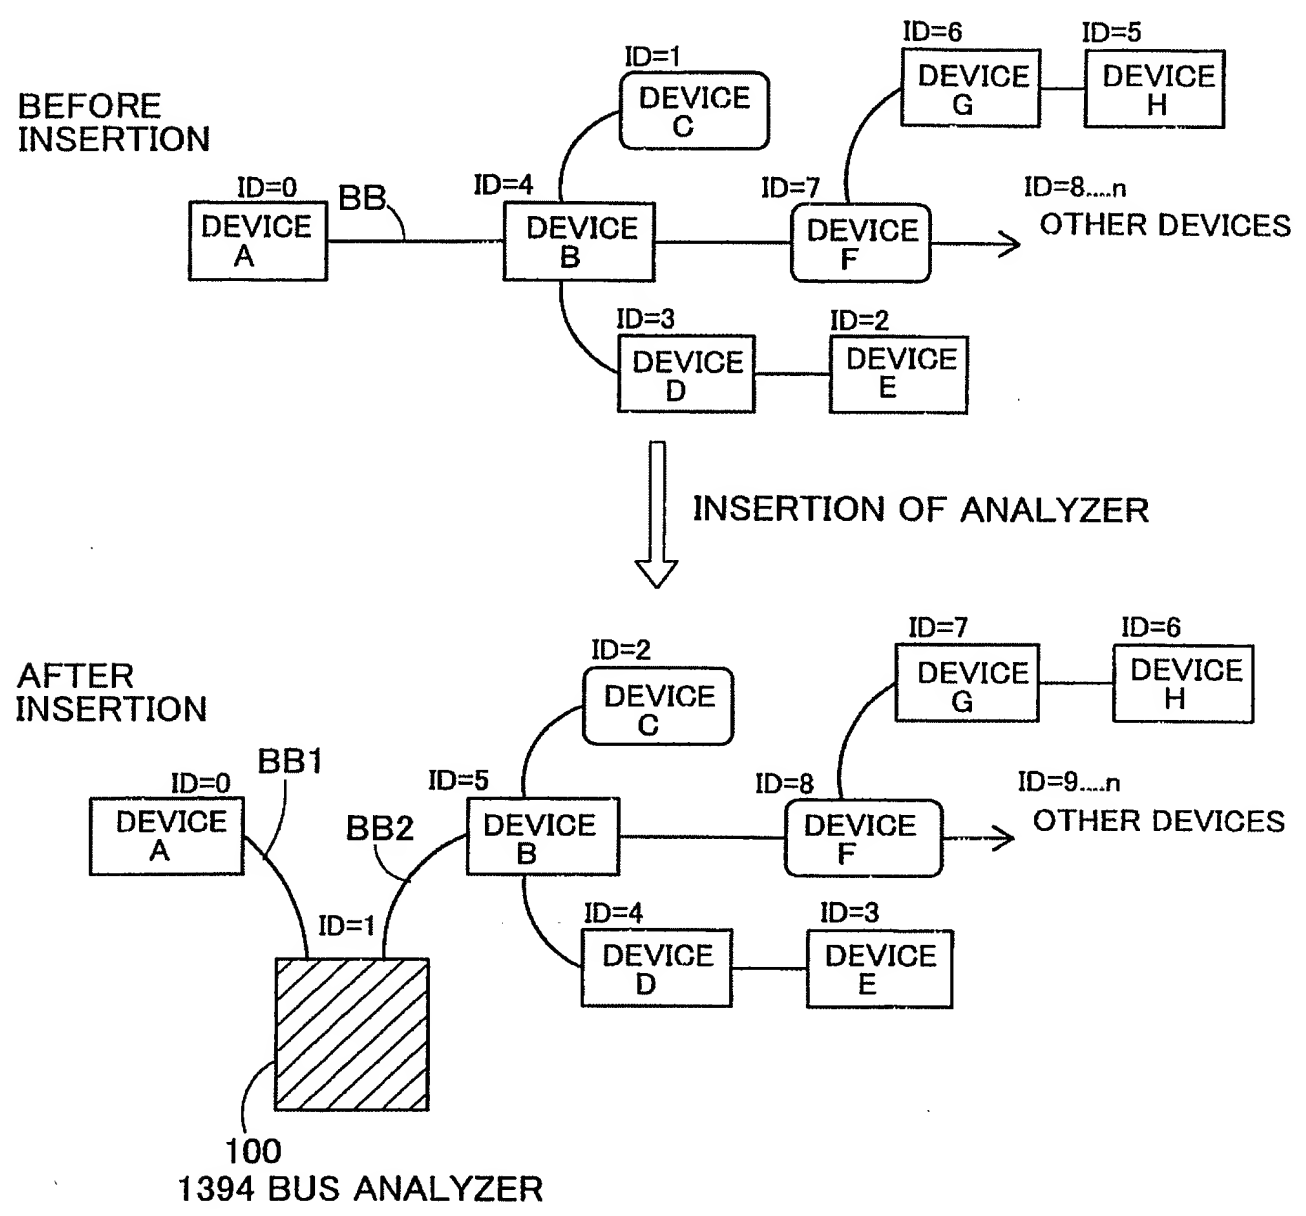 BEFORE
INSERTION
ID=0
DEVICE
A
BB
ID=4
DEVICE
B
ID=1
DEVICE
C
ID=3
DEVICE
D
ID=2
DEVICE
E
ID=7
DEVICE
F
ID=6
DEVICE
G
ID=5
DEVICE
H
ID=8....n
OTHER DEVICES
INSERTION OF ANALYZER
AFTER
INSERTION
ID=0
DEVICE
A
BB1
BB2
ID=1
100
1394 BUS ANALYZER
ID=5
DEVICE
B
ID=2
DEVICE
C
ID=4
DEVICE
D
ID=3
DEVICE
E
ID=8
DEVICE
F
ID=7
DEVICE
G
ID=6
DEVICE
H
ID=9....n
OTHER DEVICES